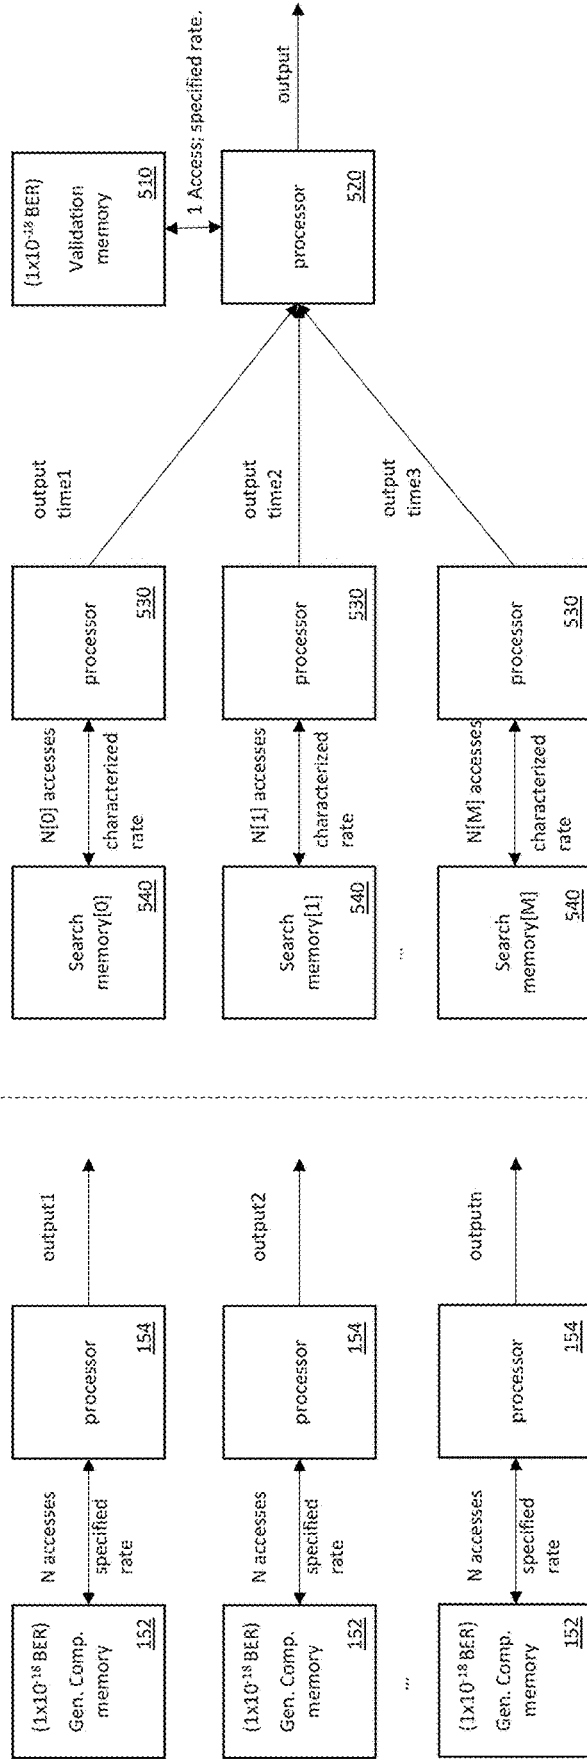 (1x10⁻¹⁸ BER)
Gen. Comp.
memory
152
N accesses
specified
rate
processor
154
output1
(1x10⁻¹⁸ BER)
Gen. Comp.
memory
152
N accesses
specified
rate
processor
154
output2
...
(1x10⁻¹⁸ BER)
Gen. Comp.
memory
152
N accesses
specified
rate
processor
154
outputn
Search
memory[0]
540
N[0] accesses
characterized
rate
processor
530
output
time1
Search
memory[1]
540
N[1] accesses
characterized
rate
processor
530
output
time2
...
Search
memory[M]
540
N[M] accesses
characterized
rate
processor
530
output
time3
(1x10⁻¹⁸ BER)
Validation
memory
510
1 Access; specified rate.
processor
520
output